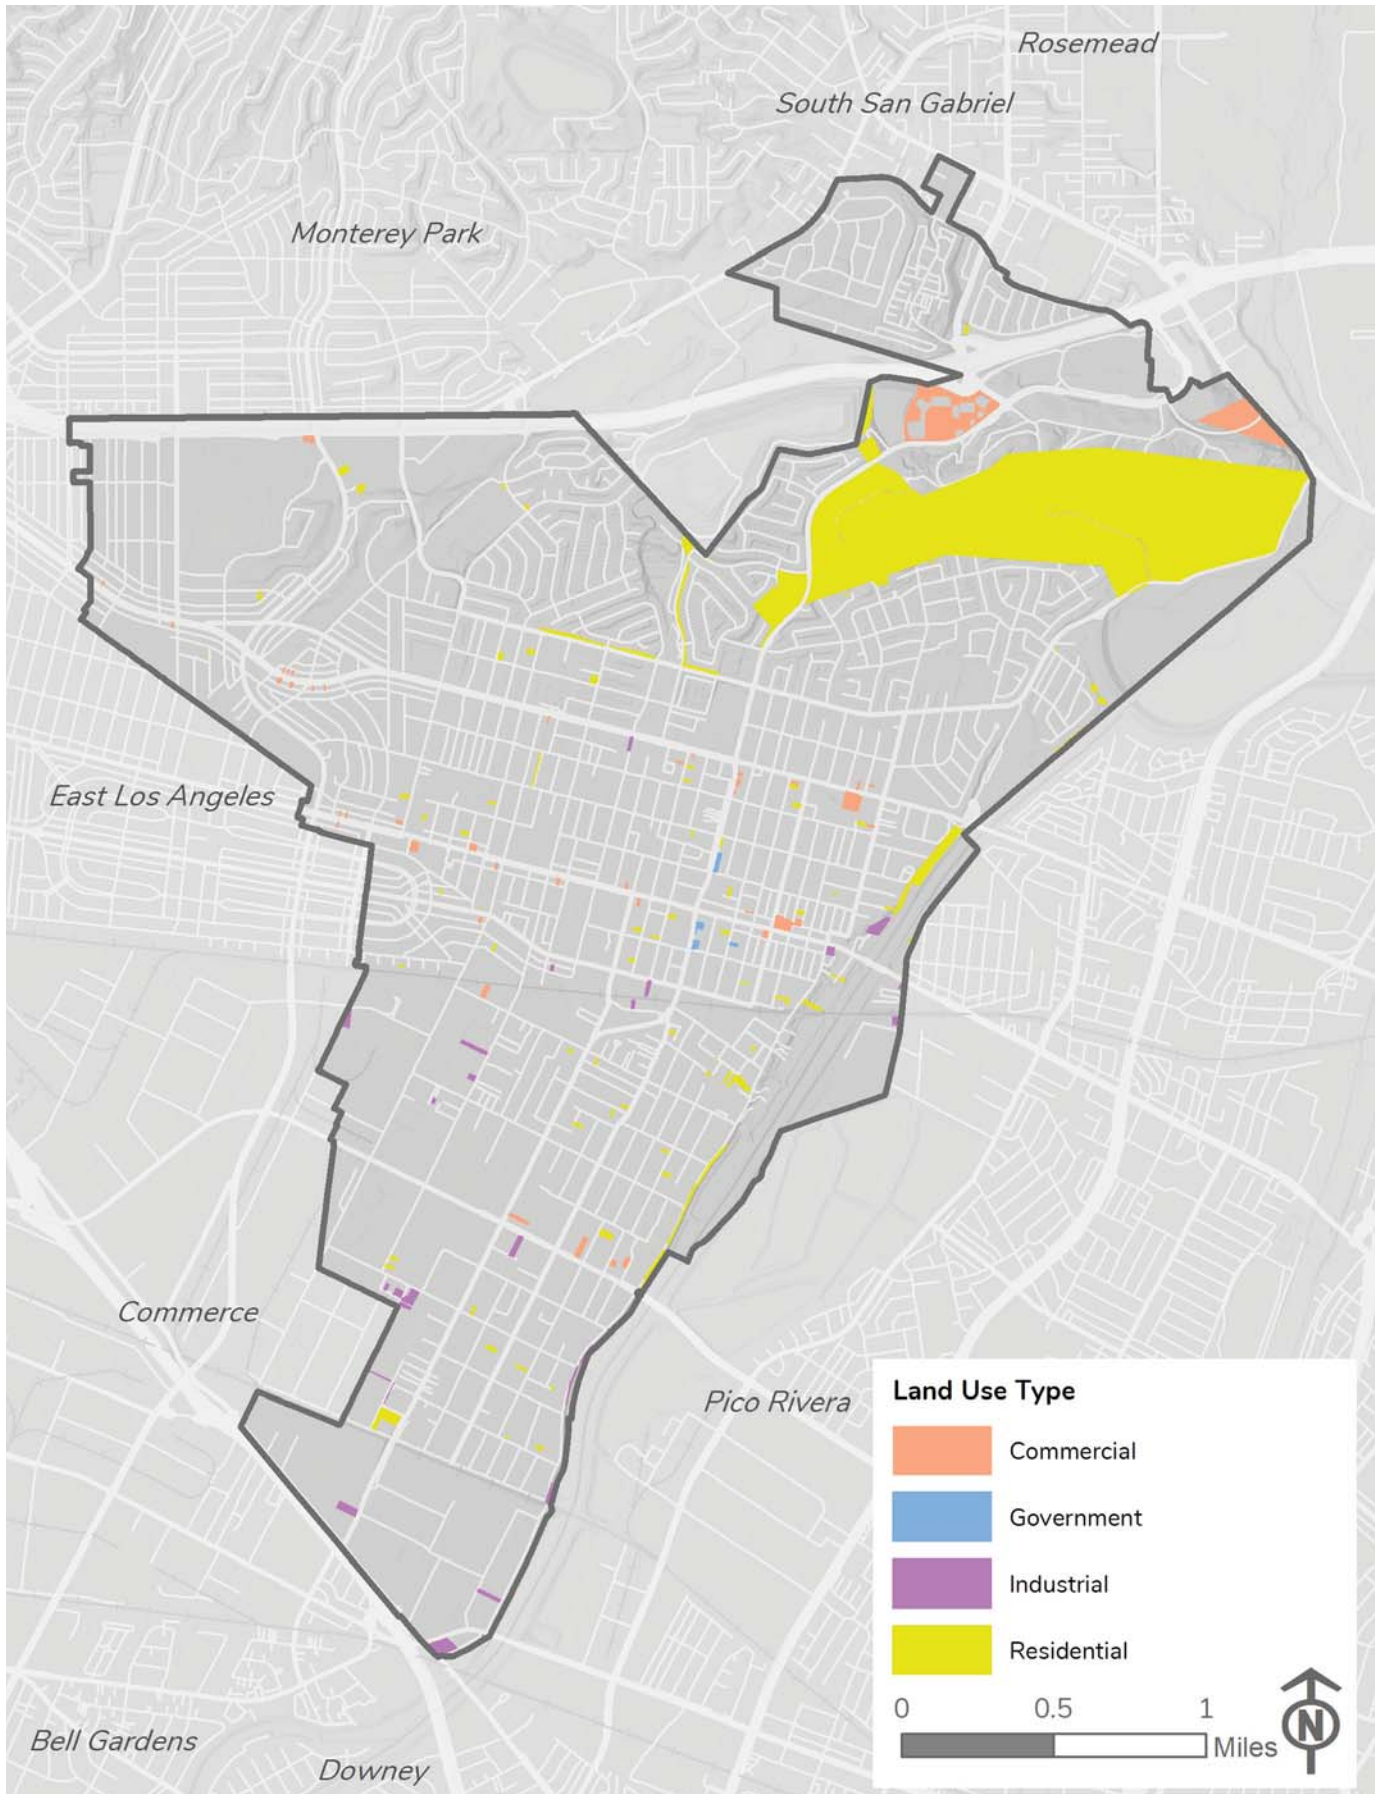 Rosemead
South San Gabriel
Monterey Park
East Los Angeles
Commerce
Pico Rivera
Land Use Type
Commercial
Government
Industrial
Residential
0 0.5 1
Miles
N
Bell Gardens
Downey